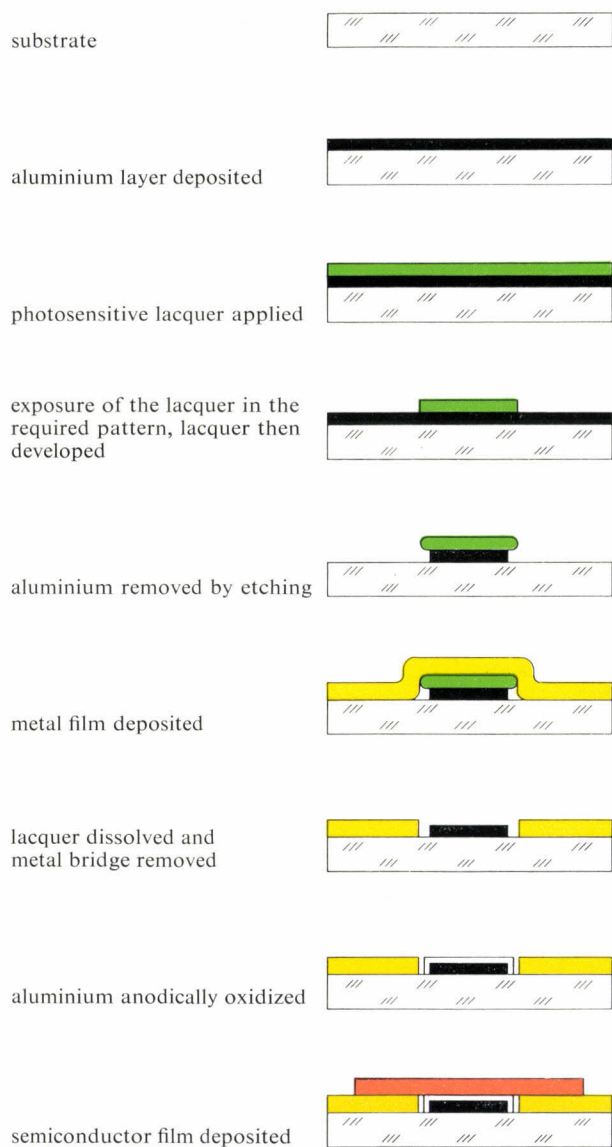 substrate
aluminium layer deposited
photosensitive lacquer applied
exposure of the lacquer in the
required pattern, lacquer then
developed
aluminium removed by etching
metal film deposited
lacquer dissolved and
metal bridge removed
aluminium anodically oxidized
semiconductor film deposited